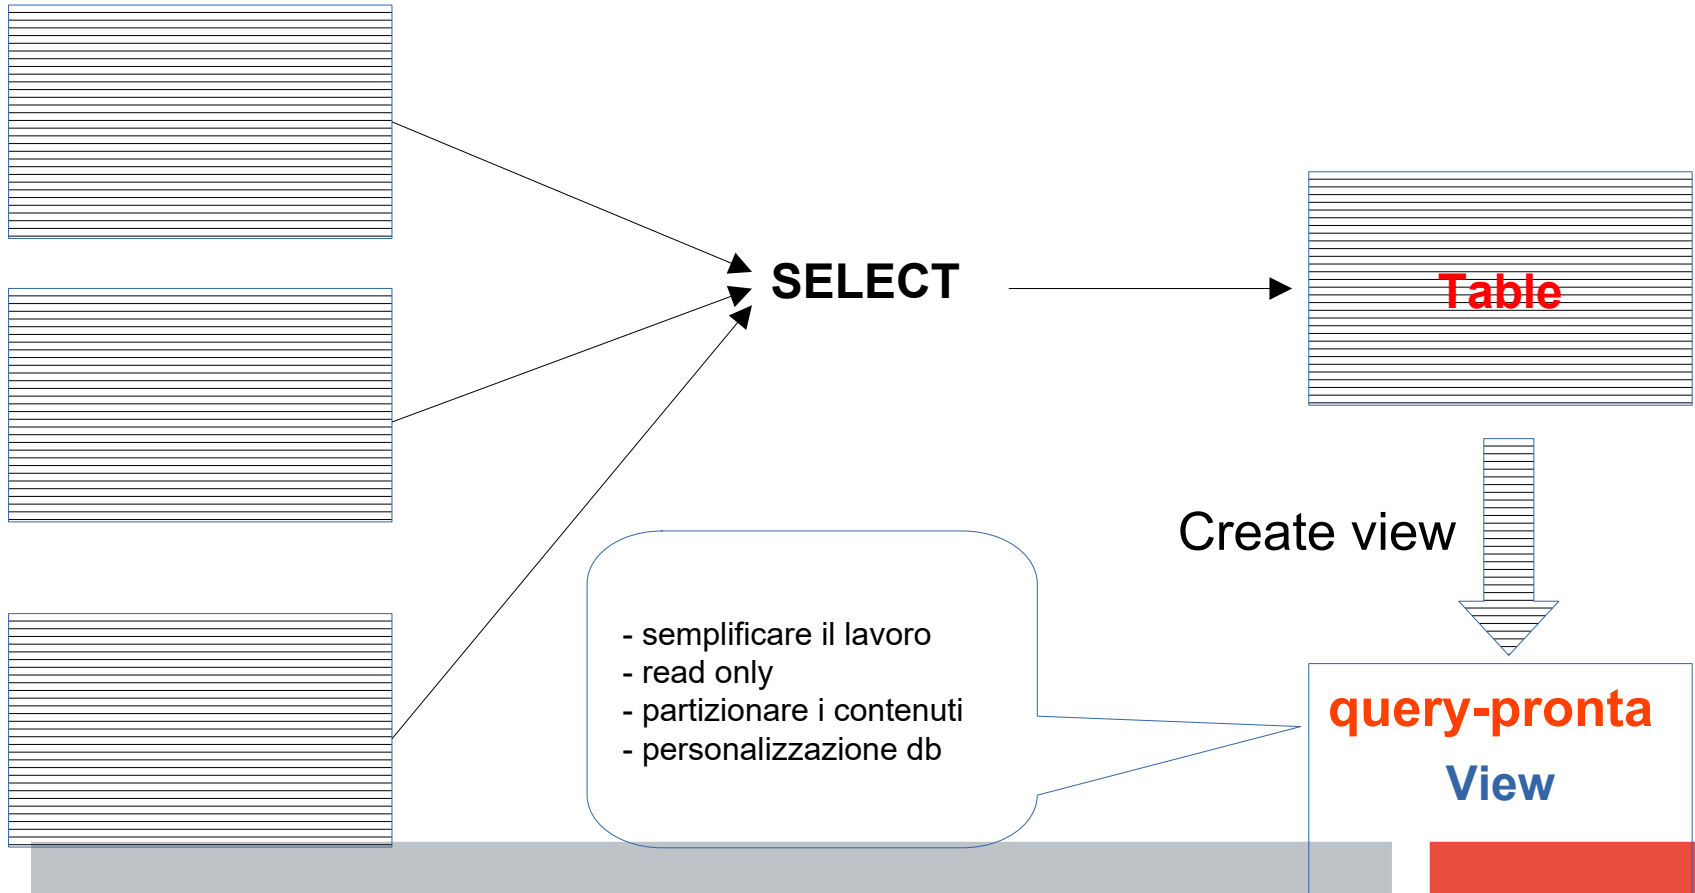 SELECT
Table
Create view
- semplificare il lavoro
- read only
- partizionare i contenuti
- personalizzazione db
query-pronta
View